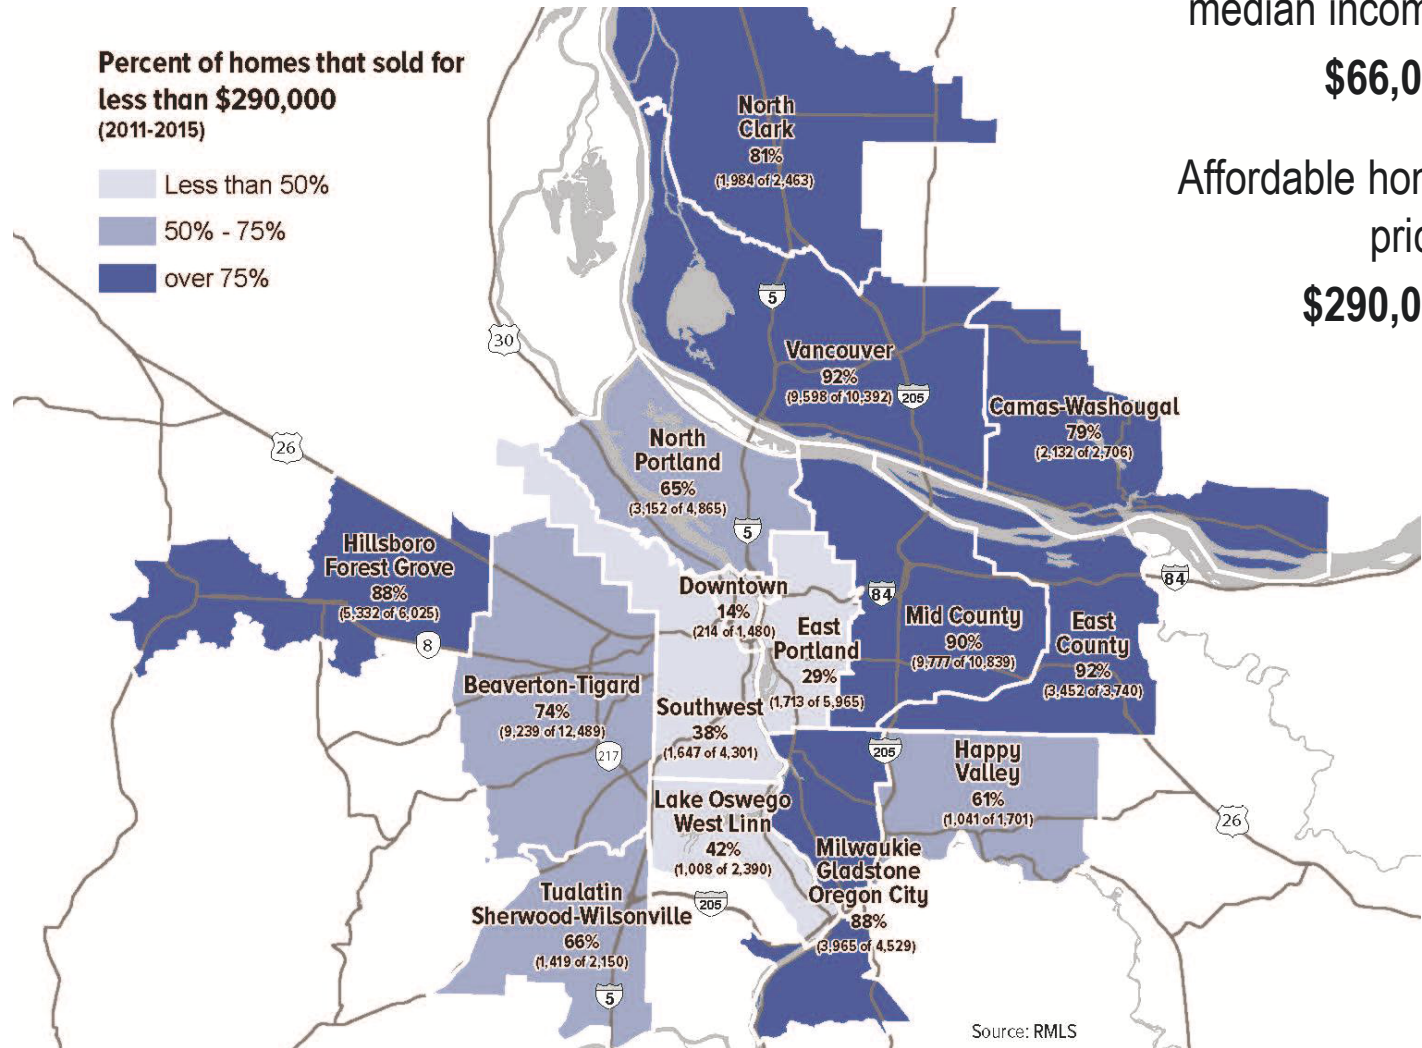 median incom
$66,0
Affordable hor
pric
$290,0
Percent of homes that sold for
less than $290,000
(2011-2015)
Less than 50%
50% - 75%
over 75%
North
Clark
81%
(1,984 of 2,463)
5
30
Vancouver
92%
(9,598 of 10,392)
205
Camas-Washougal
79%
(2,132 of 2,706)
26
North
Portland
65%
(3,152 of 4,865)
5
Hillsboro
Forest Grove
88%
(5,332 of 6,025)
8
Downtown
14%
(214 of 1,480)
84
84
East
Portland
29%
(1,713 of 5,965)
Mid County
90%
(9,777 of 10,839)
East
County
92%
(3,452 of 3,740)
Beaverton-Tigard
74%
(9,239 of 12,489)
217
Southwest
38%
(1,647 of 4,301)
205
Happy
Valley
61%
(1,041 of 1,701)
26
Lake Oswego
West Linn
42%
(1,008 of 2,390)
205
Milwaukie
Gladstone
Oregon City
88%
(3,965 of 4,529)
Tualatin
Sherwood-Wilsonville
66%
(1,419 of 2,150)
5
Source: RMLS